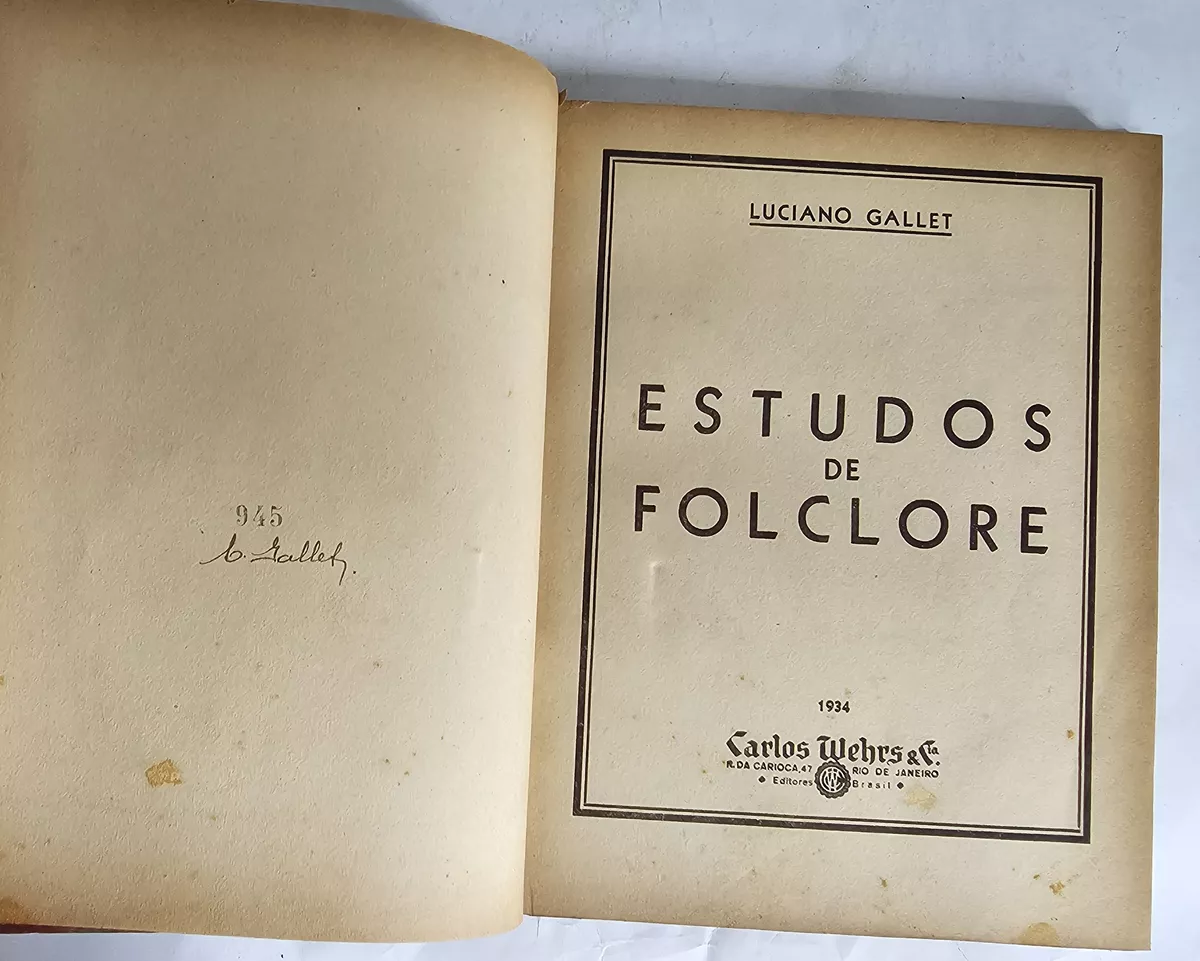 945
L. Gallet.
LUCIANO GALLET
ESTUDOS
DE
FOLCLORE
1934
Carlos Wehrs & Cia.
R. DA CARIOCA, 47 RIO DE JANEIRO
Editores Brasil